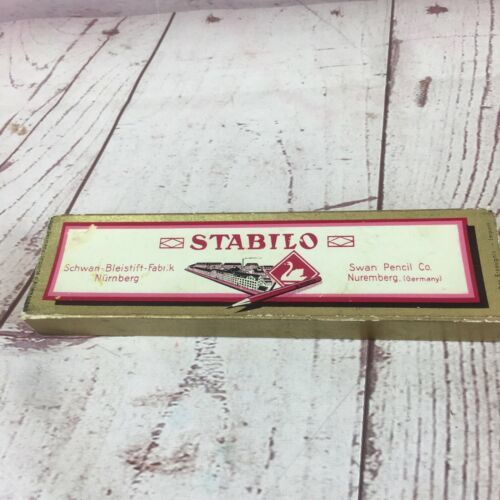 STABILO
Schwan-Bleistift-Fabrik
Nürnberg
Swan Pencil Co.
Nuremberg, (Germany)